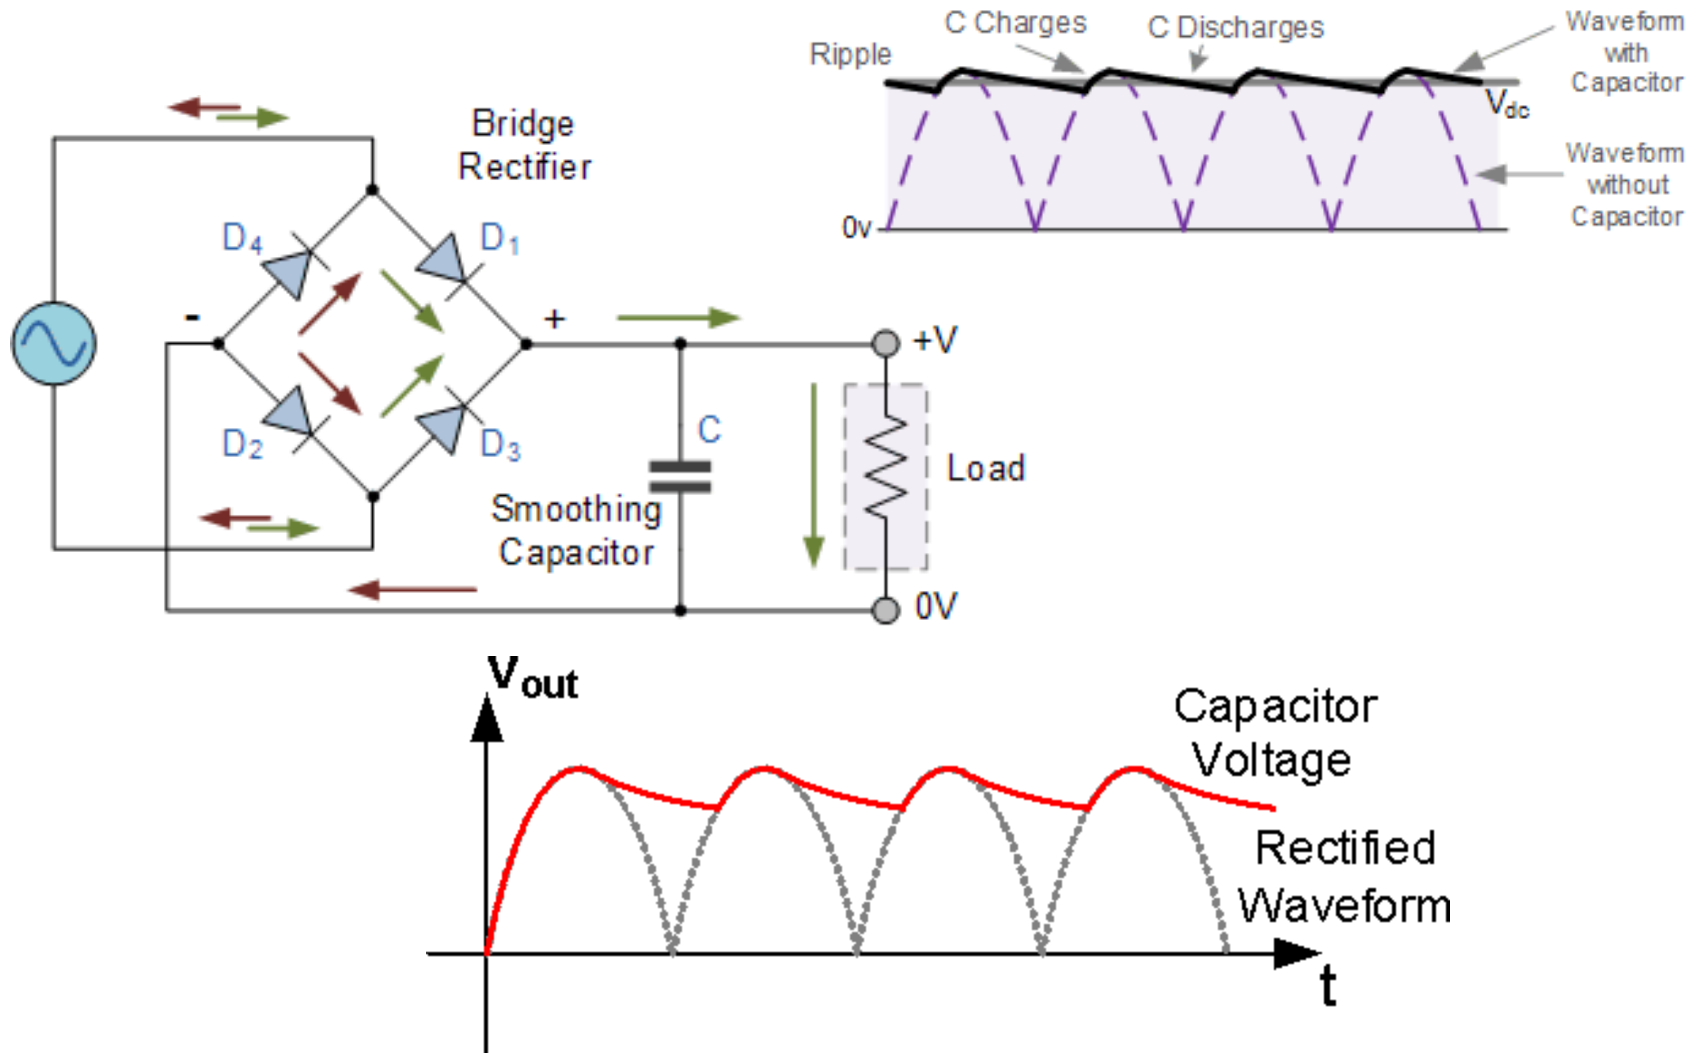 C Charges
C Discharges
Waveform
with
Capacitor
Ripple
Vdc
Waveform
without
Capacitor
0v
Bridge
Rectifier
D4
D1
-
+
+V
D2
D3
C
Load
Smoothing
Capacitor
0V
Vout
Capacitor
Voltage
Rectified
Waveform
t